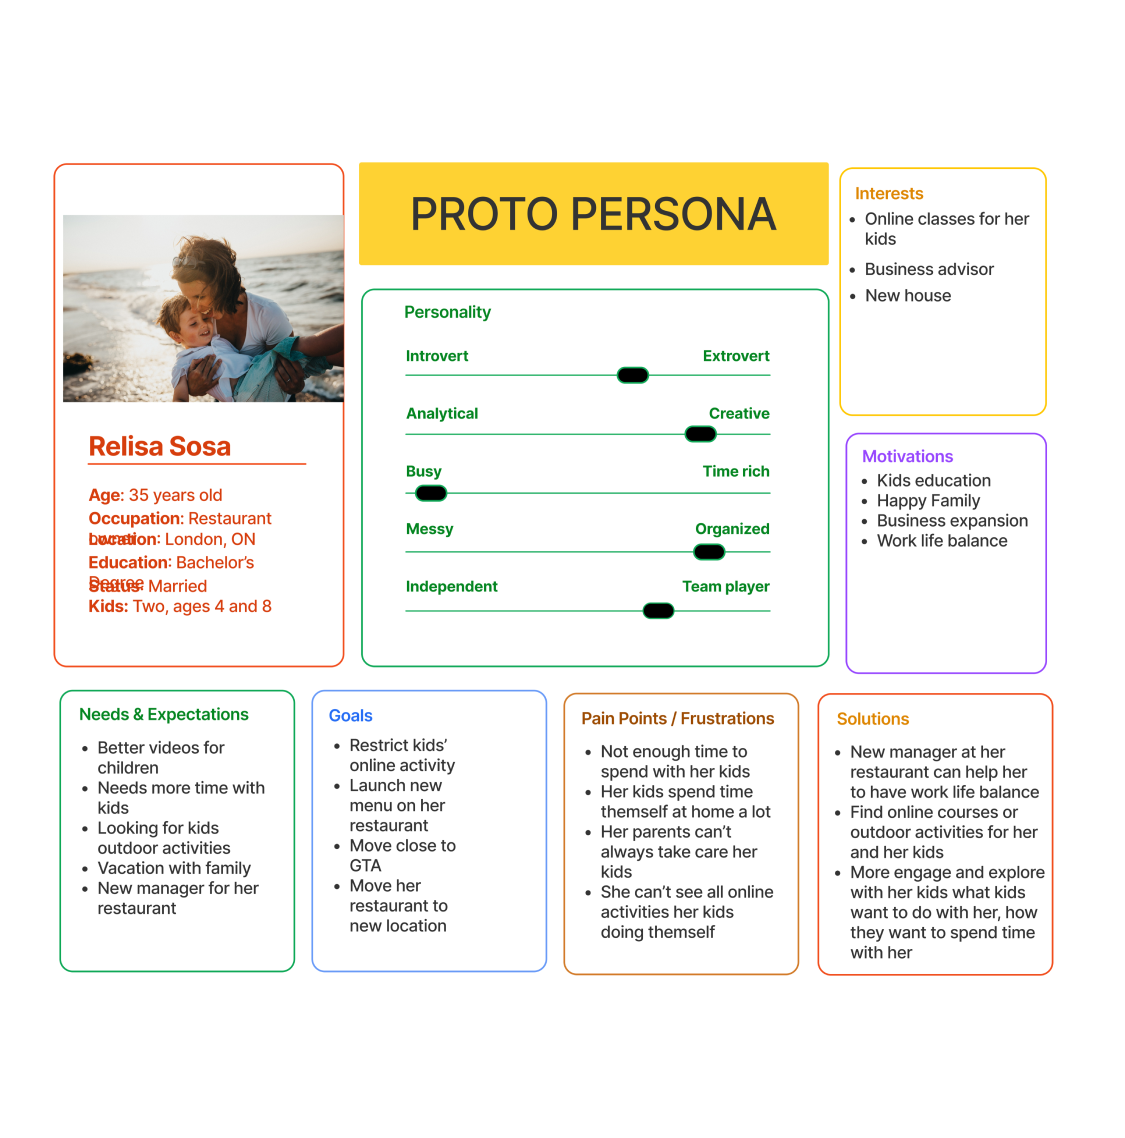 PROTO PERSONA
Relisa Sosa
Age: 35 years old
Occupation: Restaurant
owner
Location: London, ON
Education: Bachelor's
Degree
Status: Married
Kids: Two, ages 4 and 8
Personality
Introvert Extrovert
Analytical Creative
Busy Time rich
Messy Organized
Independent Team player
Interests
• Online classes for her
kids
• Business advisor
• New house
Motivations
• Kids education
• Happy Family
• Business expansion
• Work life balance
Needs & Expectations
• Better videos for
children
• Needs more time with
kids
• Looking for kids
outdoor activities
• Vacation with family
• New manager for her
restaurant
Goals
• Restrict kids’
online activity
• Launch new
menu on her
restaurant
• Move close to
GTA
• Move her
restaurant to
new location
Pain Points / Frustrations
• Not enough time to
spend with her kids
• Her kids spend time
themself at home a lot
• Her parents can’t
always take care her
kids
• She can’t see all online
activities her kids
doing themself
Solutions
• New manager at her
restaurant can help her
to have work life balance
• Find online courses or
outdoor activities for her
and her kids
• More engage and explore
with her kids what kids
want to do with her, how
they want to spend time
with her